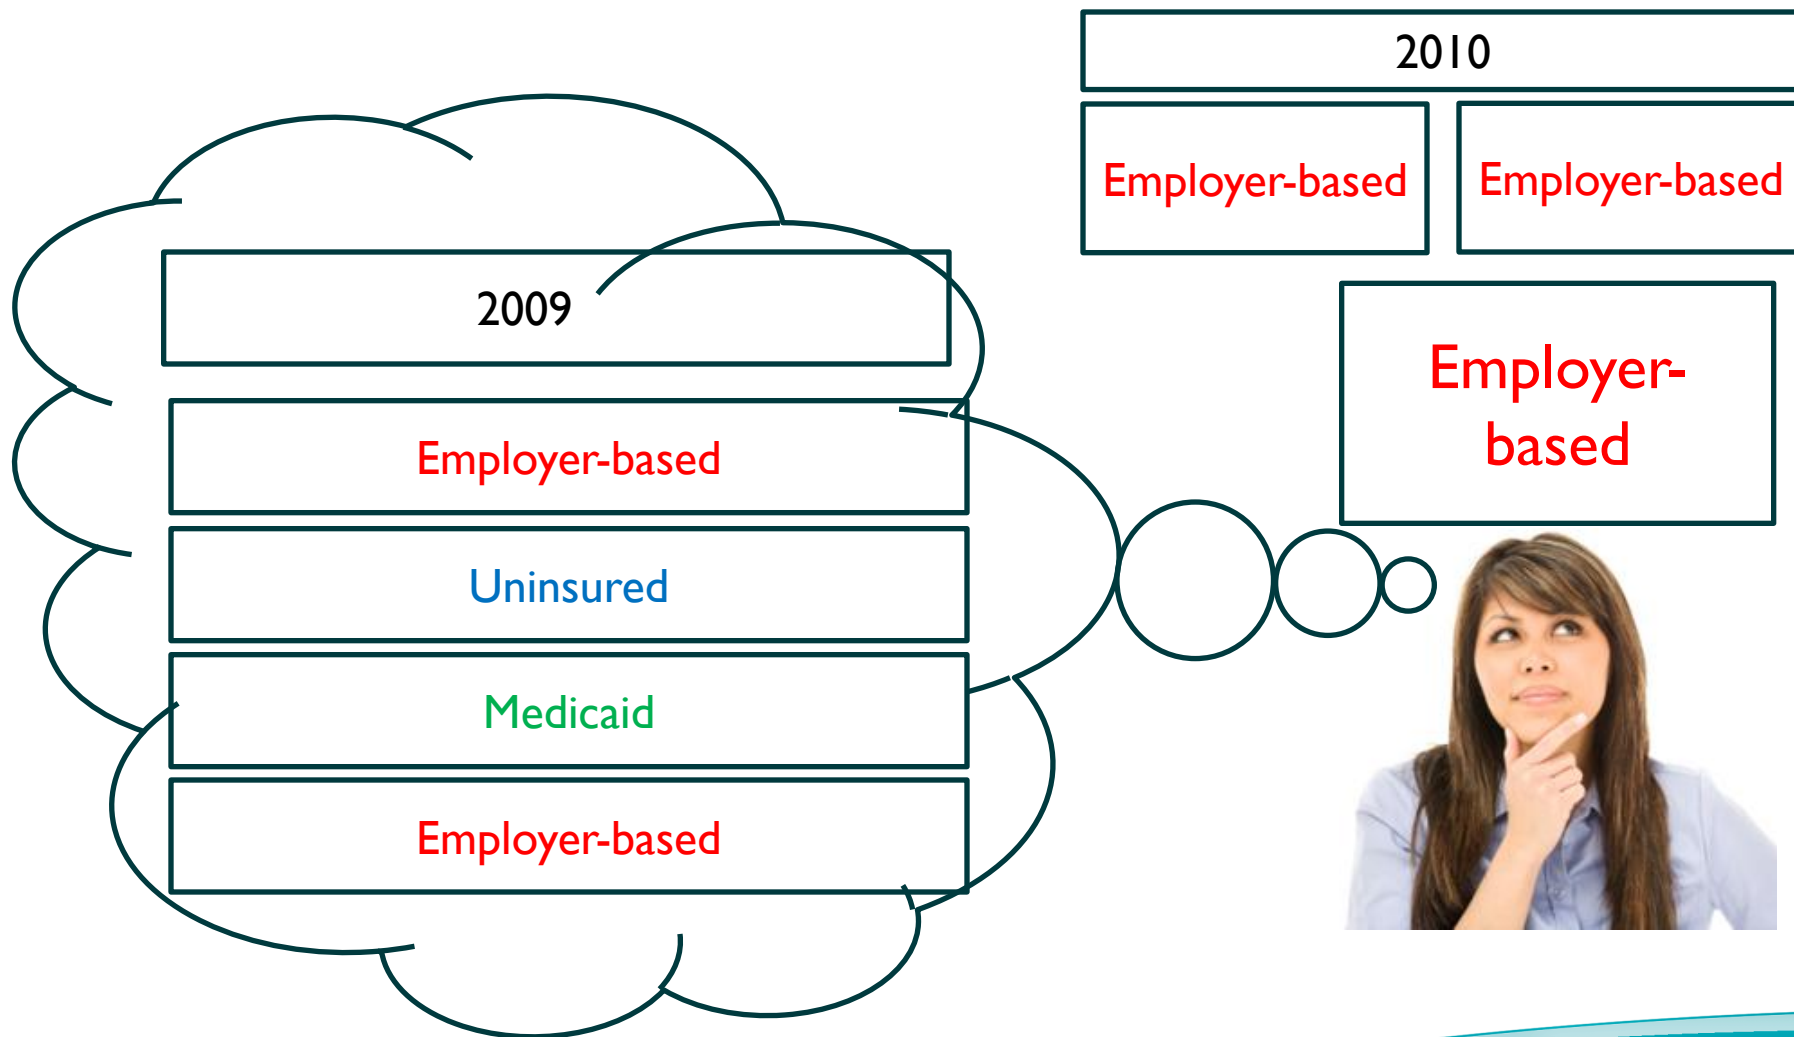 2010
Employer-based
Employer-based
2009
Employer-
based
Employer-based
Uninsured
Medicaid
Employer-based